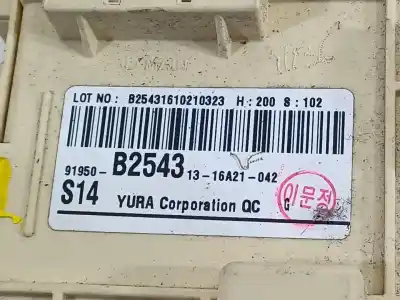 LOT NO : B25431610210323 H : 200 S : 102
91950- B2543 13-16A21-042
S14 YURA Corporation QC G
이문정